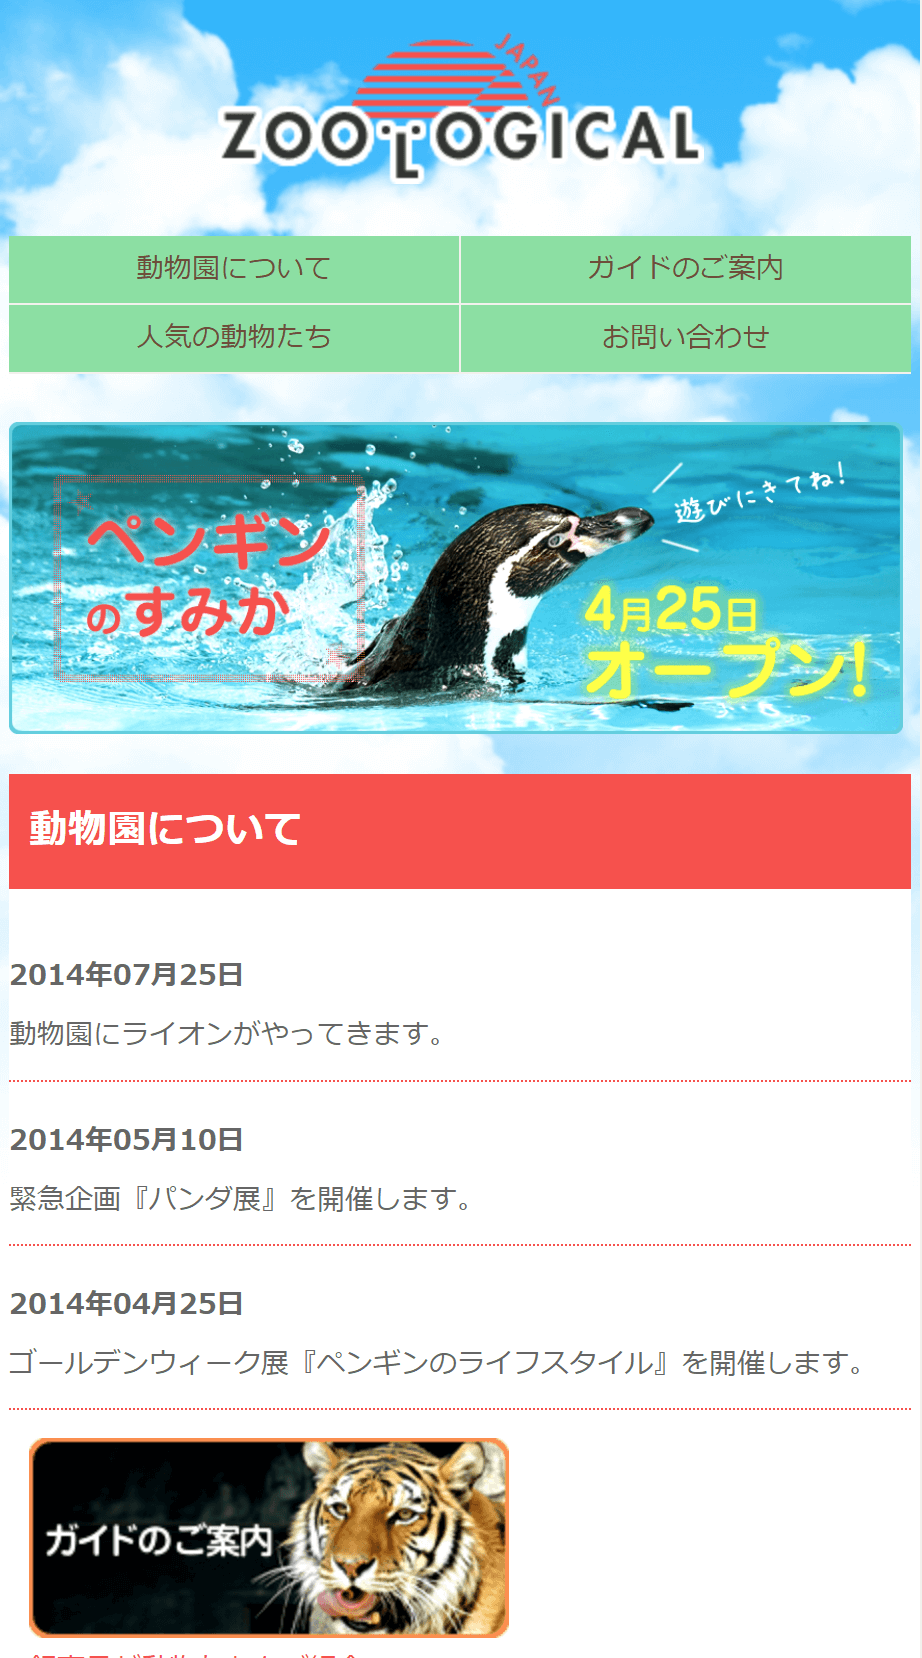 JAPAN
ZOOLOGICAL
動物園について
ガイドのご案内
人気の動物たち
お問い合わせ
ペンギン
のすみか
遊びにきてね!
4月25日
オープン!
動物園について
2014年07月25日
動物園にライオンがやってきます。
2014年05月10日
緊急企画『パンダ展』を開催します。
2014年04月25日
ゴールデンウィーク展『ペンギンのライフスタイル』を開催します。
ガイドのご案内